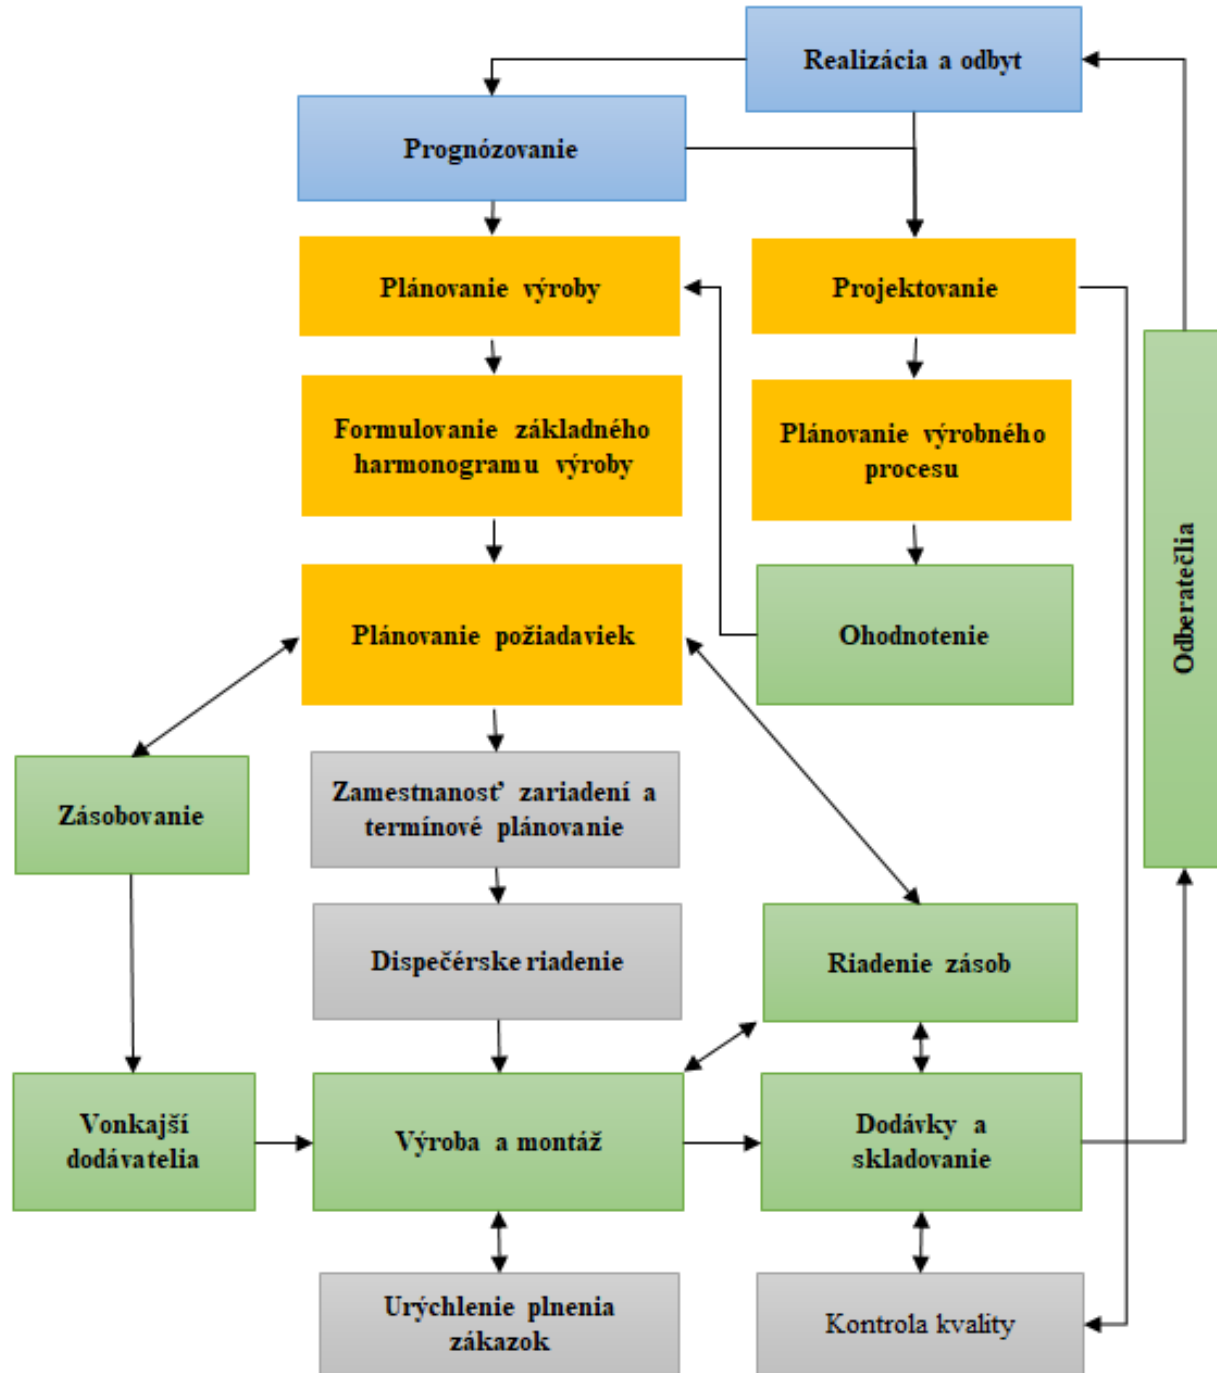 Realizácia a odbyt
Prognózovanie
Plánovanie výroby
Projektovanie
Formulovanie základného
harmonogramu výroby
Plánovanie výrobného
procesu
Plánovanie požiadaviek
Ohodnotenie
Odberatečlia
Zásobovanie
Zamestnanosť zariadení a
termínové plánovanie
Dispečérske riadenie
Riadenie zásob
Vonkajší
dodávatelia
Výroba a montáž
Dodávky a
skladovanie
Urýchlenie plnenia
zákazok
Kontrola kvality